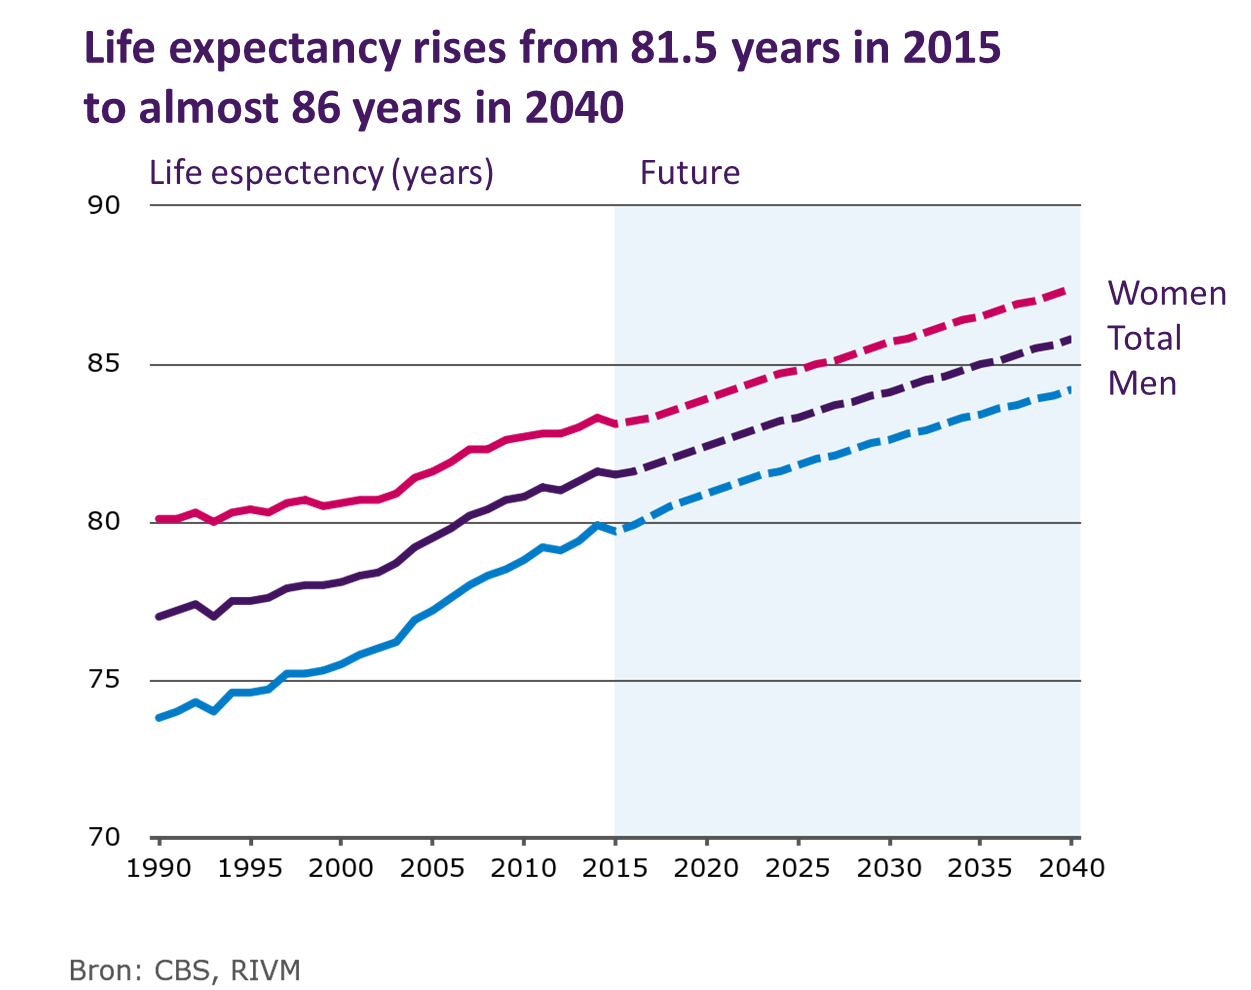 Life expectancy rises from 81.5 years in 2015
to almost 86 years in 2040
Life espectency (years)
Future
90
85
80
75
70
Women
Total
Men
1990 1995 2000 2005 2010 2015 2020 2025 2030 2035 2040
Bron: CBS, RIVM